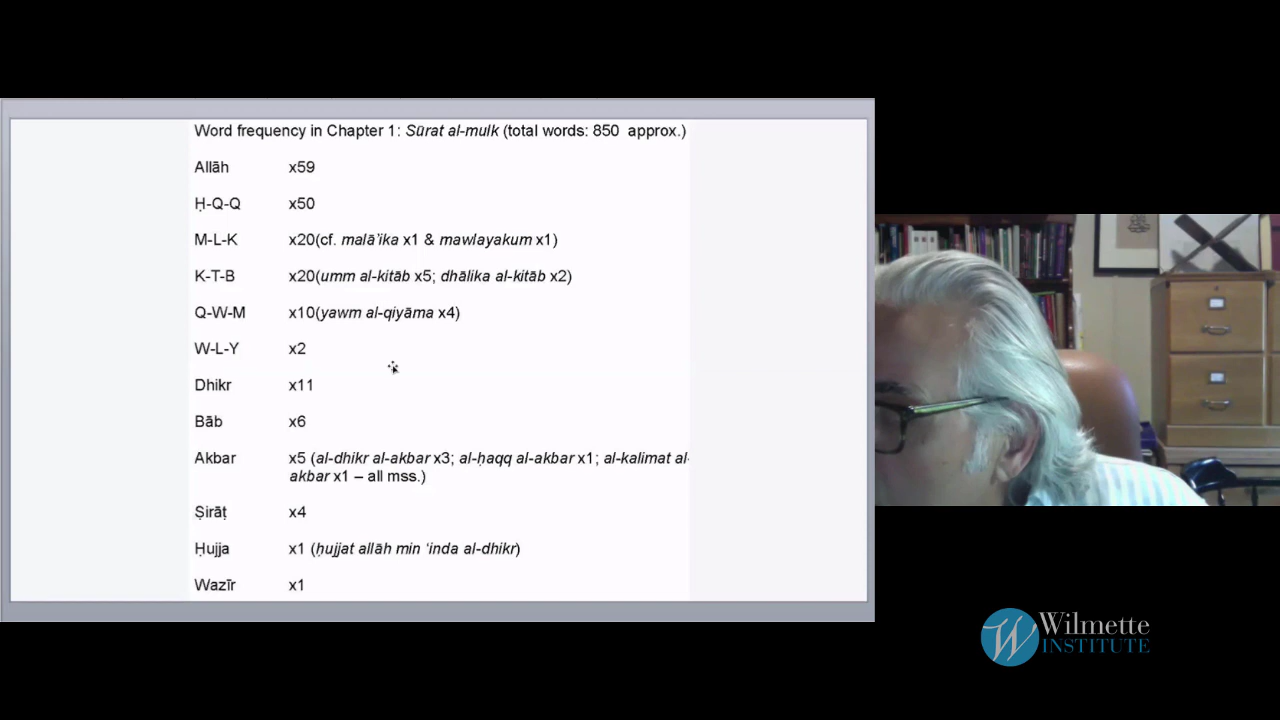 Word frequency in Chapter 1: Sūrat al-mulk (total words: 850 approx.)
Allāh x59
Ḥ-Q-Q x50
M-L-K x20(cf. malā’ika x1 & mawlayakum x1)
K-T-B x20(umm al-kitāb x5; dhālika al-kitāb x2)
Q-W-M x10(yawm al-qiyāma x4)
W-L-Y x2
Dhikr x11
Bāb x6
Akbar x5 (al-dhikr al-akbar x3; al-ḥaqq al-akbar x1; al-kalimat al-
akbar x1 – all mss.)
Ṣirāṭ x4
Ḥujja x1 (ḥujjat allāh min ‘inda al-dhikr)
Wazīr x1
Wilmette
INSTITUTE